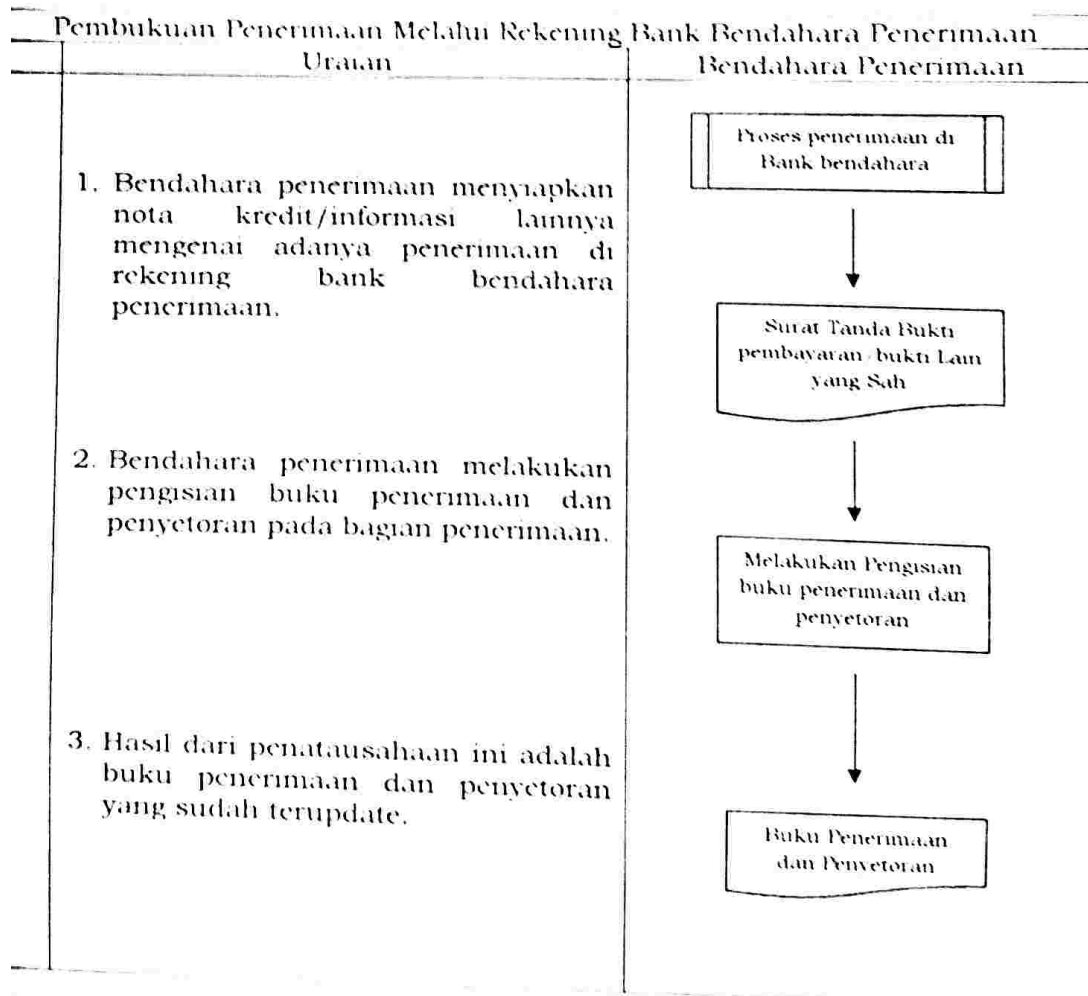 Pembukuan Penerimaan Melalui Rekening Bank Bendahara Penerimaan
Uraian
Bendahara Penerimaan
1. Bendahara penerimaan menyiapkan
nota kredit/informasi lainnya
mengenai adanya penerimaan di
rekening bank bendahara
penerimaan.
2. Bendahara penerimaan melakukan
pengisian buku penerimaan dan
penyetoran pada bagian penerimaan.
3. Hasil dari penatausahaan ini adalah
buku penerimaan dan penyetoran
yang sudah terupdate.
Proses penerimaan di
Bank bendahara
Surat Tanda Bukti
pembayaran/bukti Lain
yang Sah
Melakukan Pengisian
buku penerimaan dan
penyetoran
Buku Penerimaan
dan Penyetoran